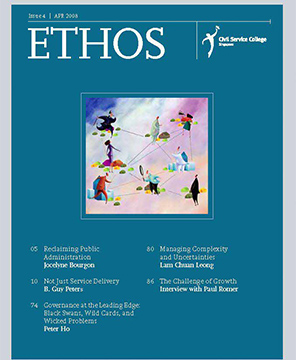 Issue 4 | APR 2008
ETHOS
Civil Service College
Singapore
05 Reclaiming Public
Administration
Jocelyne Bourgon
10 Not Just Service Delivery
B. Guy Peters
74 Governance at the Leading Edge:
Black Swans, Wild Cards, and
Wicked Problems
Peter Ho
80 Managing Complexity
and Uncertainties
Lam Chuan Leong
86 The Challenge of Growth
Interview with Paul Romer